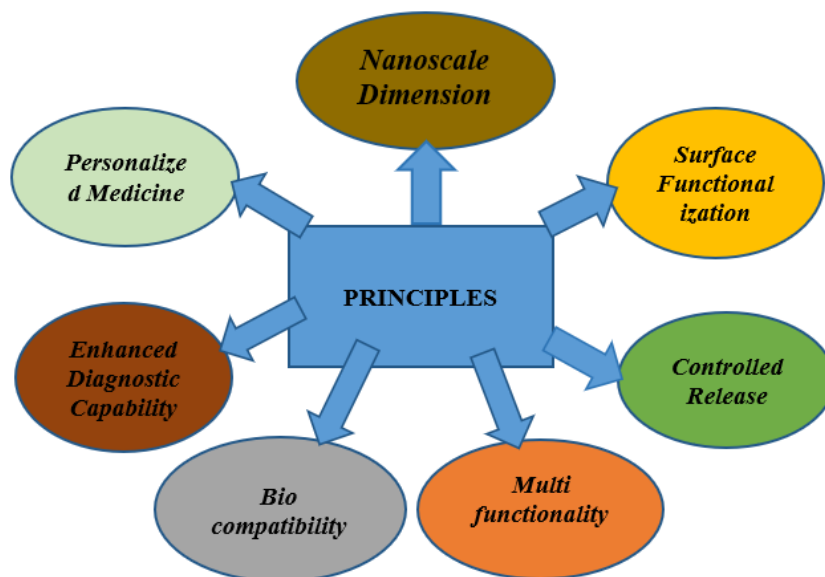 Nanoscale
Dimension
Personalize
d Medicine
Surface
Functional
ization
PRINCIPLES
Enhanced
Diagnostic
Capability
Controlled
Release
Bio
compatibility
Multi
functionality